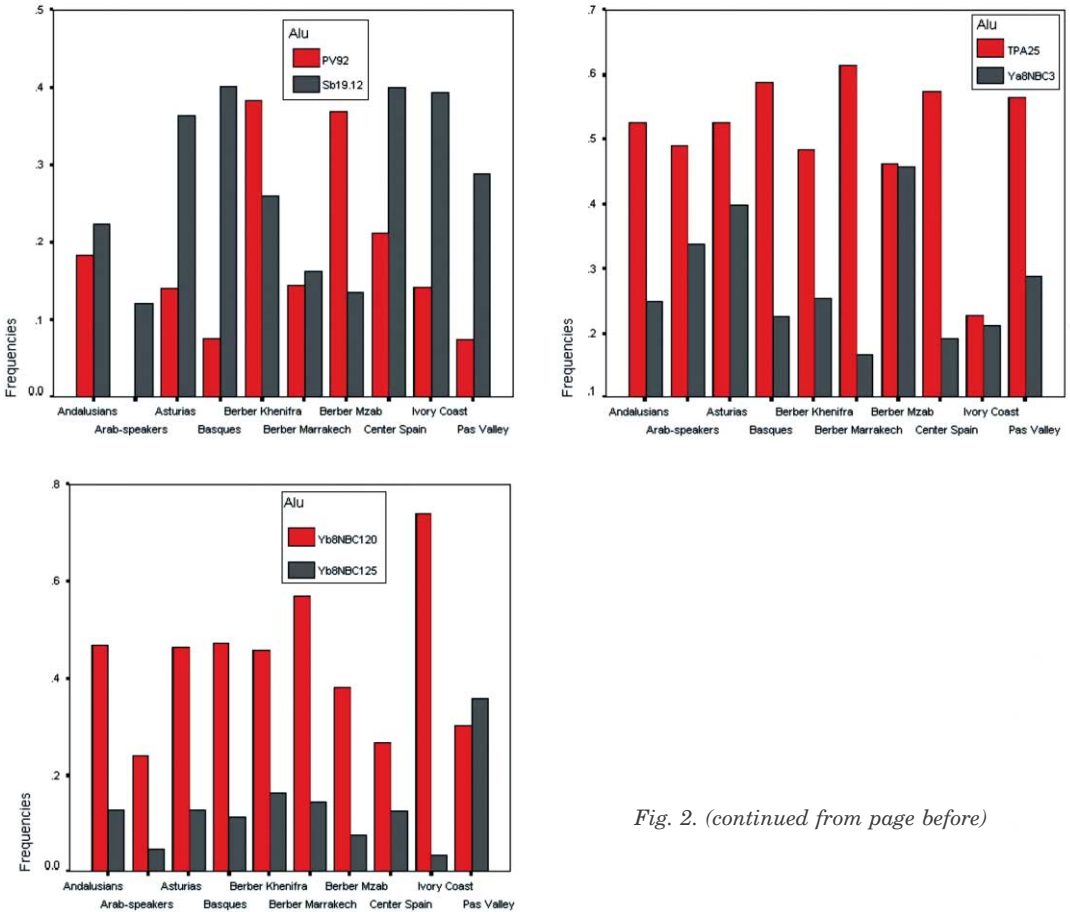 .5
.4
.3
.2
.1
0.0
Frequencies
Alu
PV92
Sb19.12
Andalusians
Asturias
Berber Khenifra
Berber Mzab
Ivory Coast
Arab-speakers
Basques
Berber Marrakech
Center Spain
Pas Valley
.7
.6
.5
.4
.3
.2
.1
Frequencies
Alu
TPA25
Ya8NBC3
Andalusians
Asturias
Berber Khenifra
Berber Mzab
Ivory Coast
Arab-speakers
Basques
Berber Marrakech
Center Spain
Pas Valley
.8
.6
.4
.2
0.0
Frequencies
Alu
Yb8NBC120
Yb8NBC125
Andalusians
Asturias
Berber Khenifra
Berber Mzab
Ivory Coast
Arab-speakers
Basques
Berber Marrakech
Center Spain
Pas Valley
Fig. 2. (continued from page before)